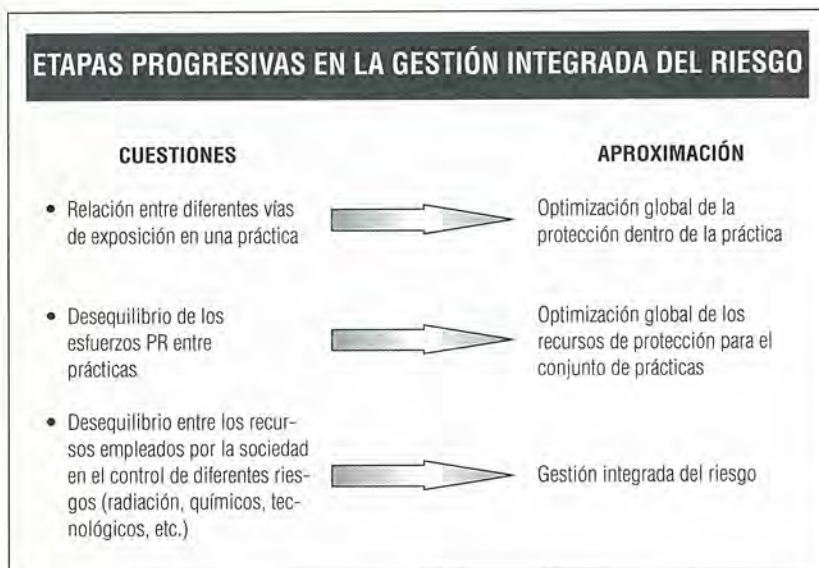 ETAPAS PROGRESIVAS EN LA GESTIÓN INTEGRADA DEL RIESGO
CUESTIONES
APROXIMACIÓN
• Relación entre diferentes vías
de exposición en una práctica
Optimización global de la
protección dentro de la práctica
• Desequilibrio de los
esfuerzos PR entre
prácticas
Optimización global de los
recursos de protección para el
conjunto de prácticas
• Desequilibrio entre los recur-
sos empleados por la sociedad
en el control de diferentes ries-
gos (radiación, químicos, tec-
nológicos, etc.)
Gestión integrada del riesgo